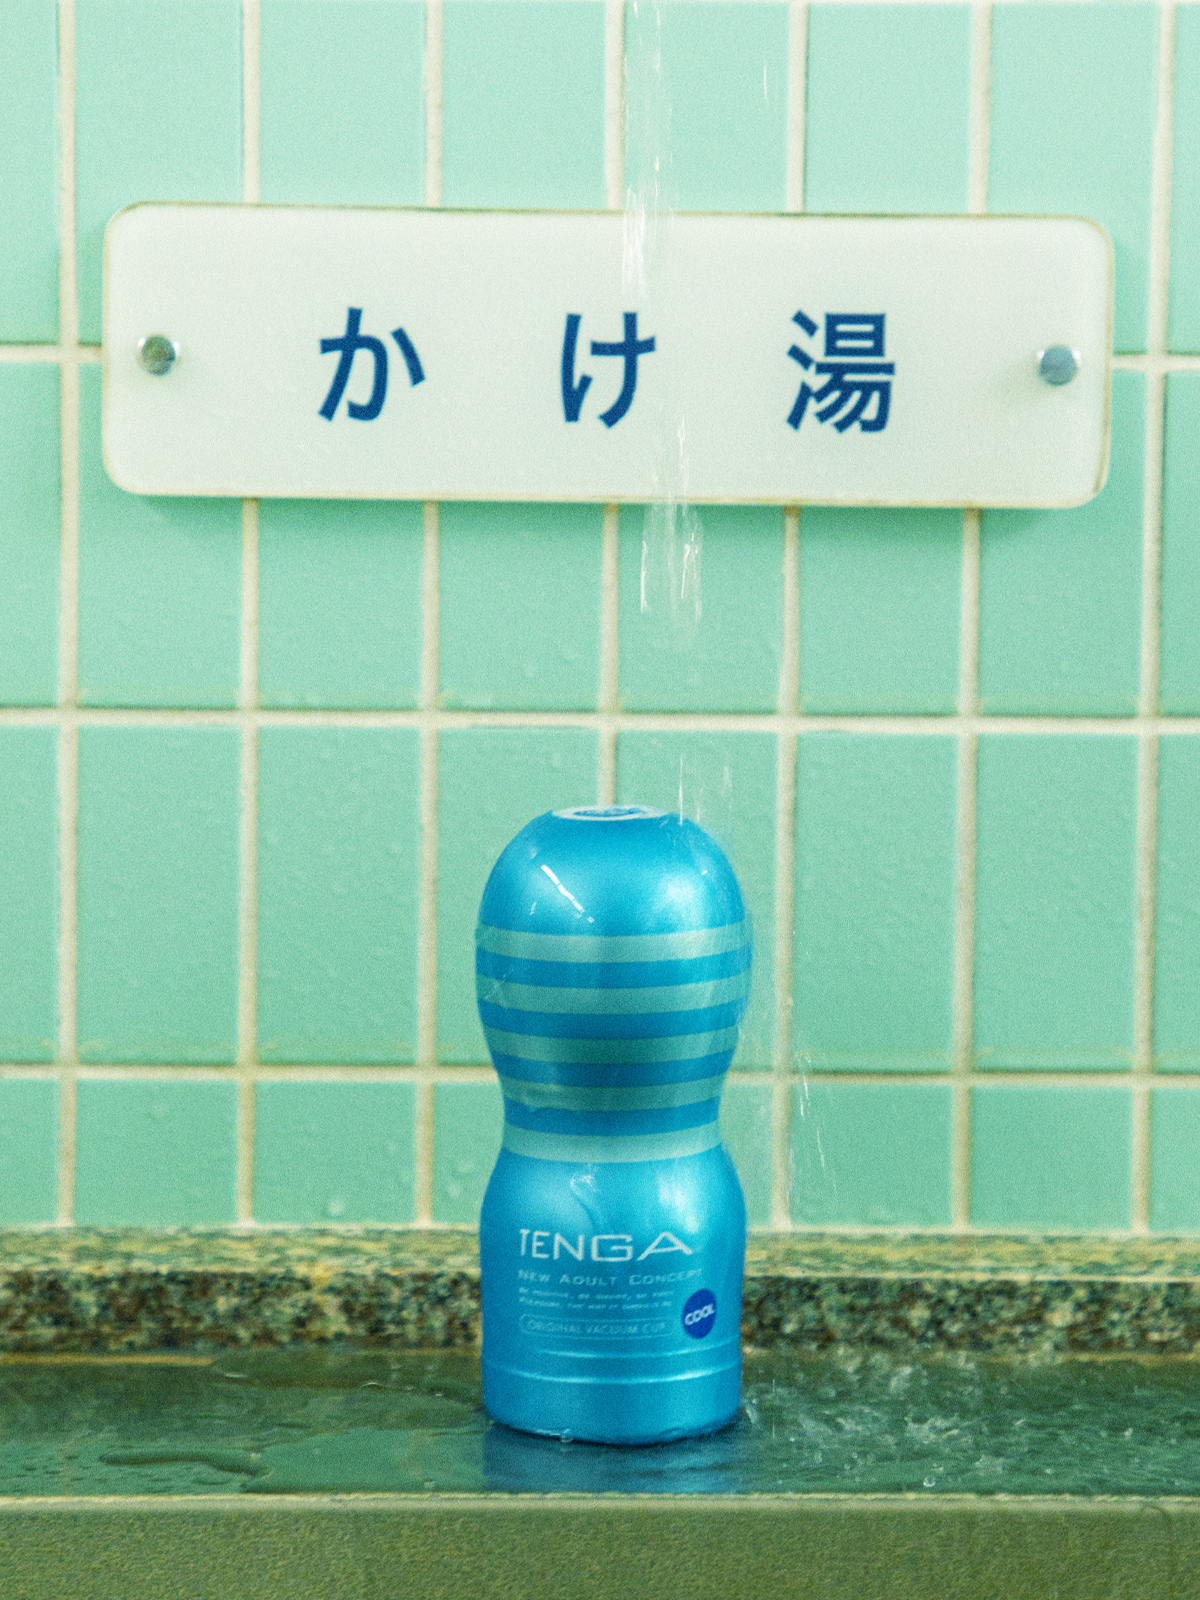 かけ湯
TENGA
NEW ADULT CONCEPT
ORIGINAL VACUUM CUP
COOL